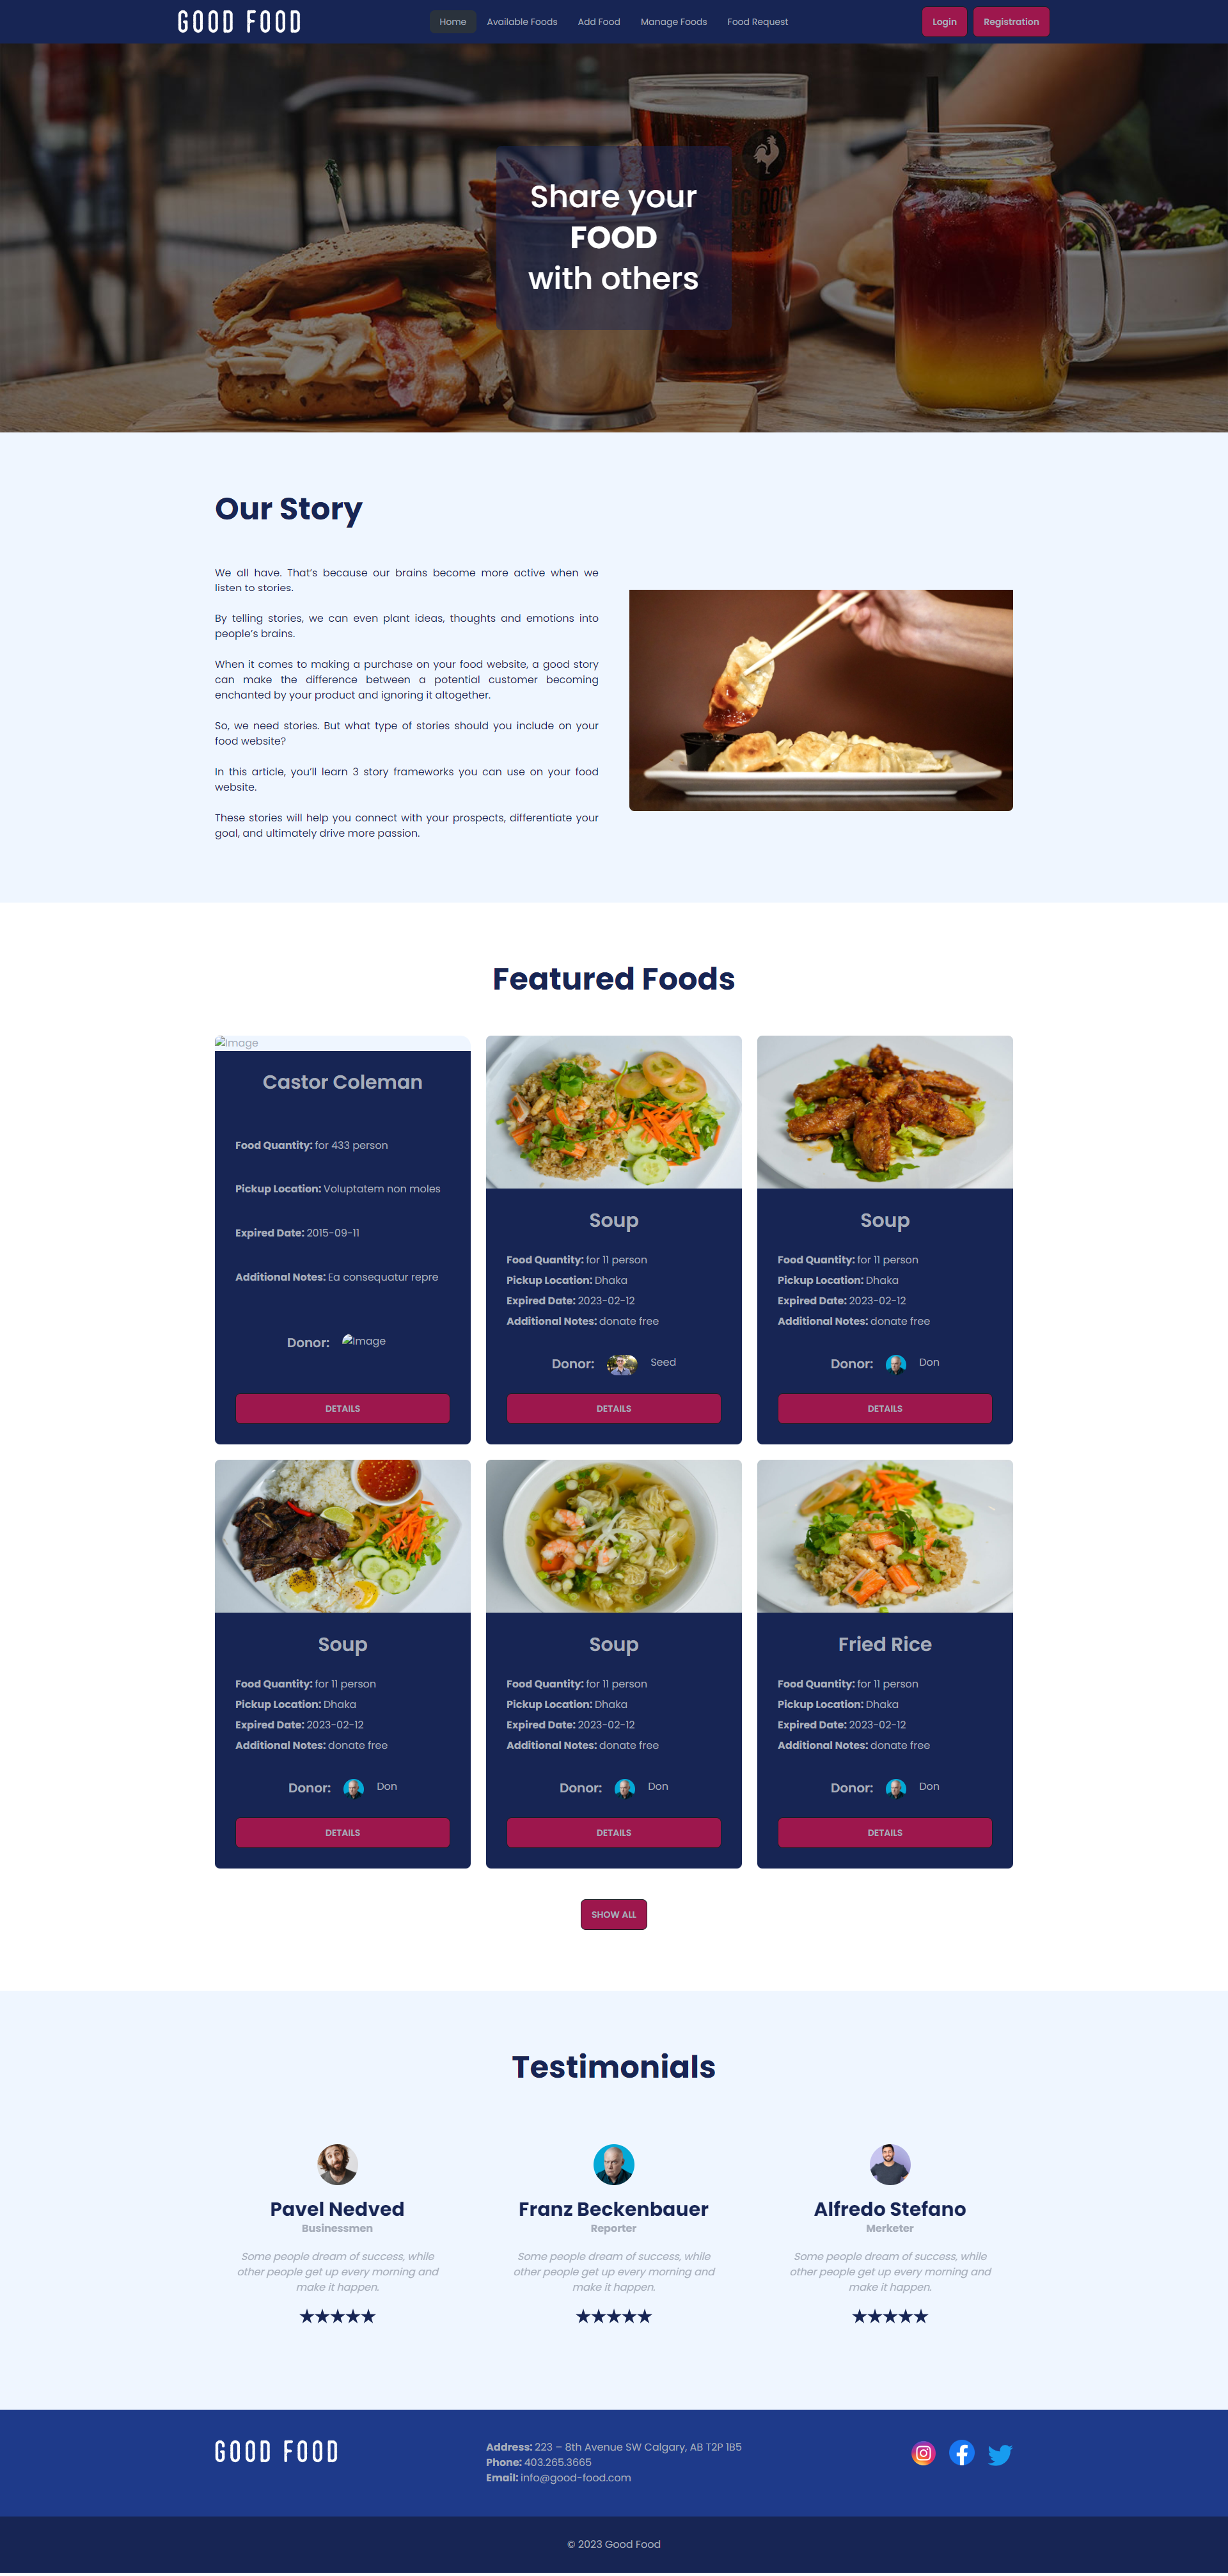 GOOD FOOD
Home Available Foods Add Food Manage Foods Food Request
Login Registration
Share your
FOOD
with others
BIG ROCK
Our Story
We all have. That's because our brains become more active when we
listen to stories.
By telling stories, we can even plant ideas, thoughts and emotions into
people's brains.
When it comes to making a purchase on your food website, a good story
can make the difference between a potential customer becoming
enchanted by your product and ignoring it altogether.
So, we need stories. But what type of stories should you include on your
food website?
In this article, you'll learn 3 story frameworks you can use on your food
website.
These stories will help you connect with your prospects, differentiate your
goal, and ultimately drive more passion.
Featured Foods
Image
Castor Coleman
Food Quantity: for 433 person
Pickup Location: Voluptatem non moles
Expired Date: 2015-09-11
Additional Notes: Ea consequatur repre
Donor: Image
DETAILS
Soup
Food Quantity: for 11 person
Pickup Location: Dhaka
Expired Date: 2023-02-12
Additional Notes: donate free
Donor: Seed
DETAILS
Soup
Food Quantity: for 11 person
Pickup Location: Dhaka
Expired Date: 2023-02-12
Additional Notes: donate free
Donor: Don
DETAILS
Soup
Food Quantity: for 11 person
Pickup Location: Dhaka
Expired Date: 2023-02-12
Additional Notes: donate free
Donor: Don
DETAILS
Soup
Food Quantity: for 11 person
Pickup Location: Dhaka
Expired Date: 2023-02-12
Additional Notes: donate free
Donor: Don
DETAILS
Fried Rice
Food Quantity: for 11 person
Pickup Location: Dhaka
Expired Date: 2023-02-12
Additional Notes: donate free
Donor: Don
DETAILS
SHOW ALL
Testimonials
Pavel Nedved
Businessmen
Some people dream of success, while
other people get up every morning and
make it happen.
★★★★★
Franz Beckenbauer
Reporter
Some people dream of success, while
other people get up every morning and
make it happen.
★★★★★
Alfredo Stefano
Merketer
Some people dream of success, while
other people get up every morning and
make it happen.
★★★★★
GOOD FOOD
Address: 223 – 8th Avenue SW Calgary, AB T2P 1B5
Phone: 403.265.3665
Email: info@good-food.com
© 2023 Good Food